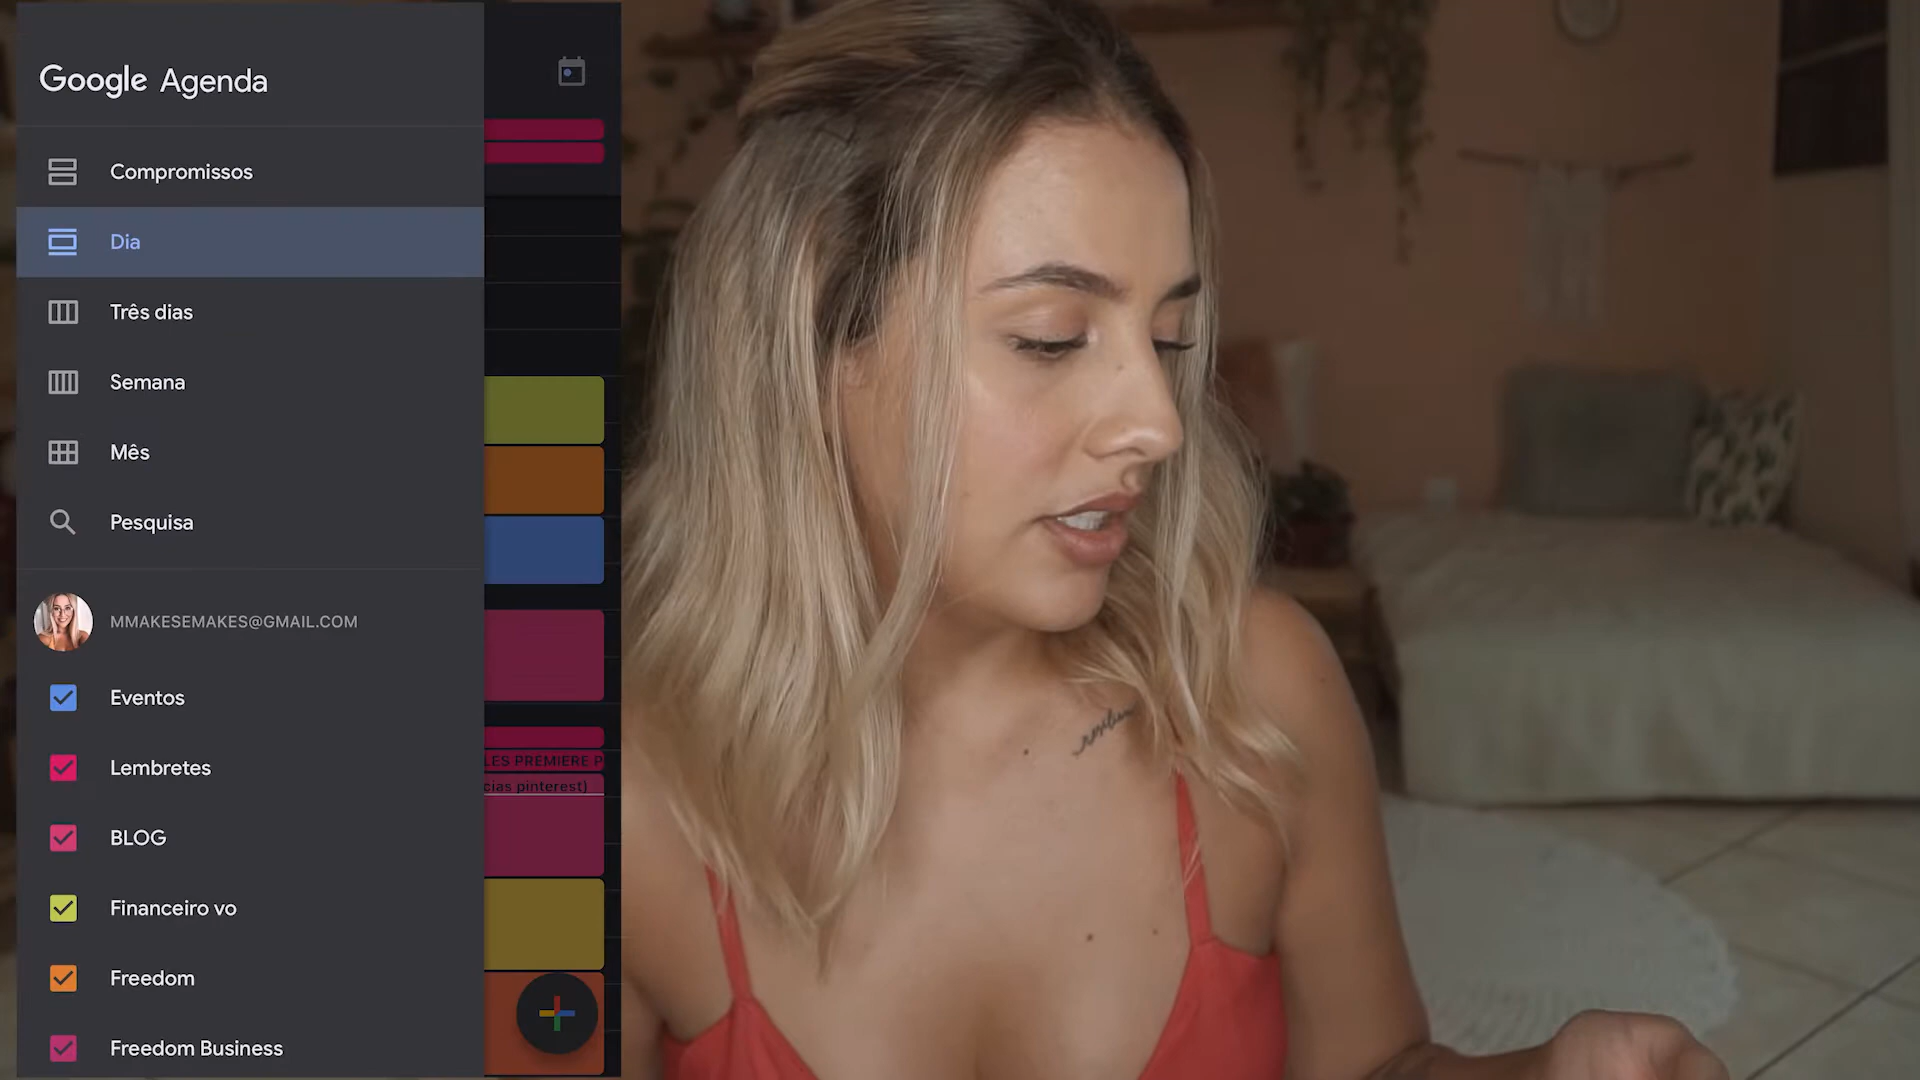 Google Agenda
Compromissos
Dia
Três dias
Semana
Mês
Pesquisa
MMAKESEMAKES@GMAIL.COM
Eventos
Lembretes
BLOG
Financeiro vo
Freedom
Freedom Business
LES PREMIERE P
cias pinterest)